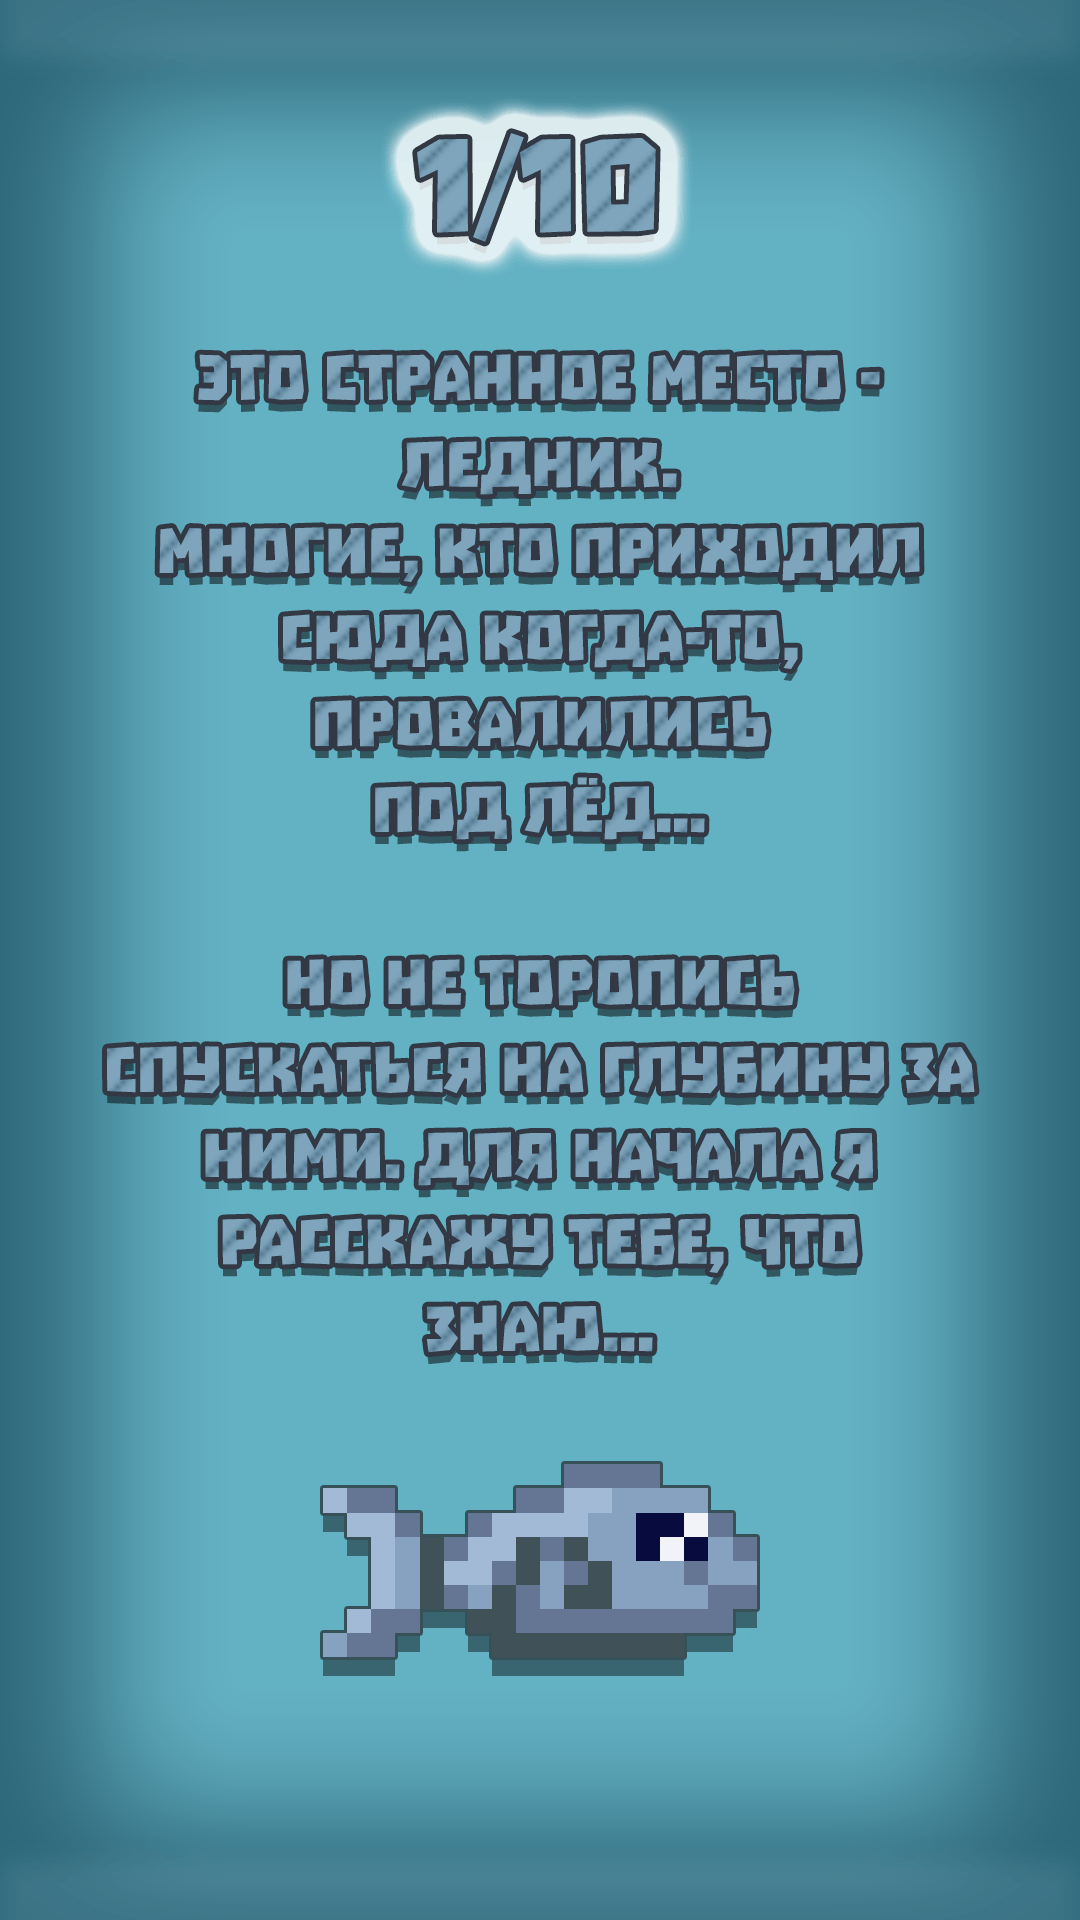 1/10
ЭТО СТРАННОЕ МЕСТО -
ЛЕДНИК.
МНОГИЕ, КТО ПРИХОДИЛ
СЮДА КОГДА-ТО,
ПРОВАЛИЛИСЬ
ПОД ЛЁД...
НО НЕ ТОРОПИСЬ
СПУСКАТЬСЯ НА ГЛУБИНУ ЗА
НИМИ. ДЛЯ НАЧАЛА Я
РАССКАЖУ ТЕБЕ, ЧТО
ЗНАЮ...